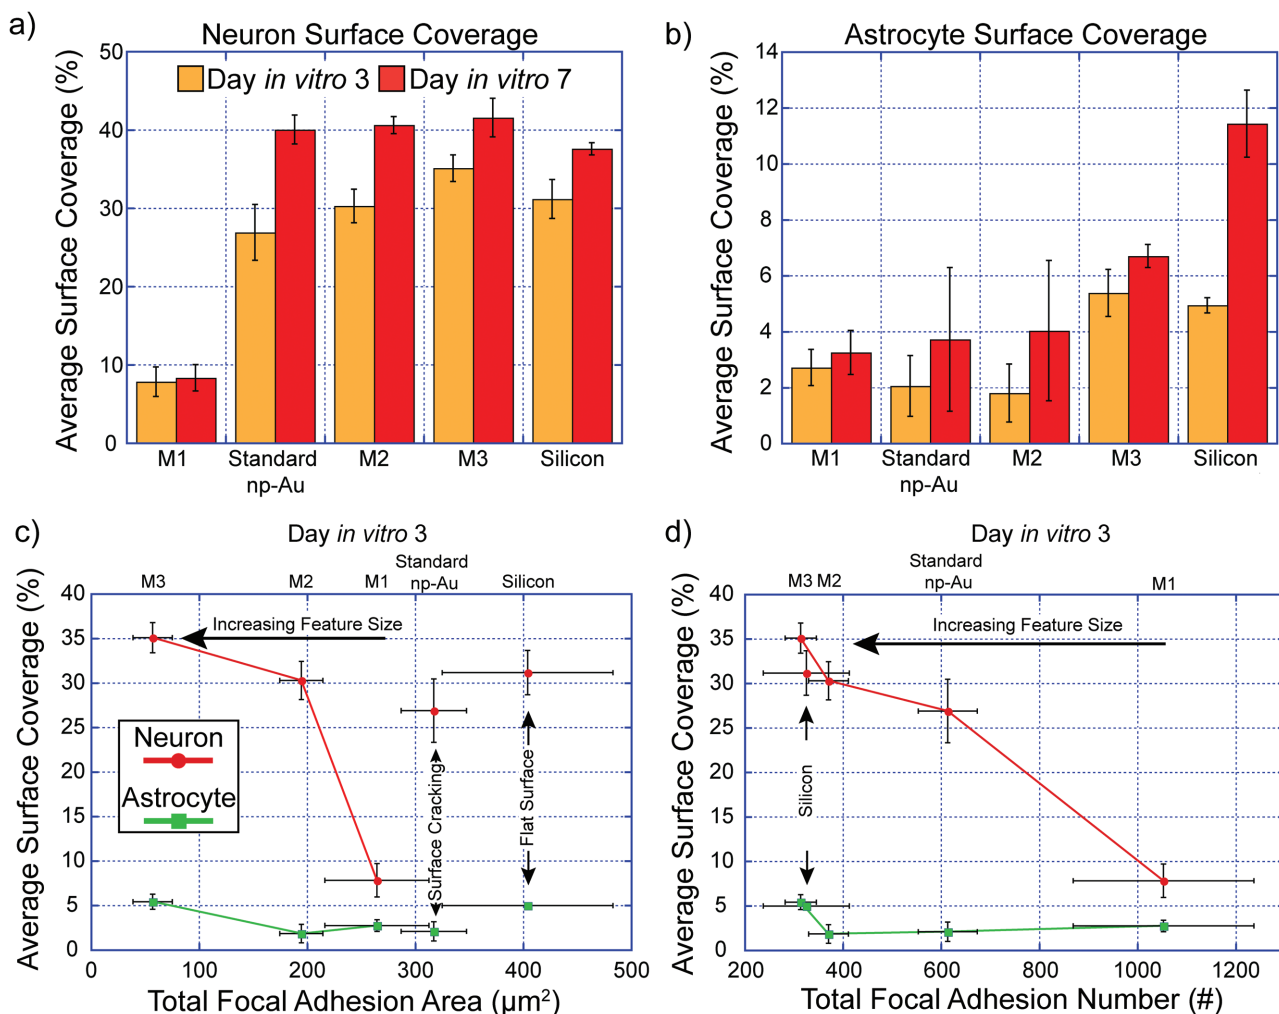 a)
Neuron Surface Coverage
Average Surface Coverage (%)
50
40
30
20
10
0
Day in vitro 3
Day in vitro 7
M1
Standard
np-Au
M2
M3
Silicon
b)
Astrocyte Surface Coverage
Average Surface Coverage (%)
14
12
10
8
6
4
2
0
M1
Standard
np-Au
M2
M3
Silicon
c)
Day in vitro 3
M3
M2
M1
Standard
np-Au
Silicon
Average Surface Coverage (%)
40
35
30
25
20
15
10
5
0
Increasing Feature Size
Neuron
Astrocyte
Surface Cracking
Flat Surface
0
100
200
300
400
500
Total Focal Adhesion Area (µm²)
d)
Day in vitro 3
M3
M2
Standard
np-Au
M1
Average Surface Coverage (%)
40
35
30
25
20
15
10
5
0
Increasing Feature Size
Silicon
200
400
600
800
1000
1200
Total Focal Adhesion Number (#)